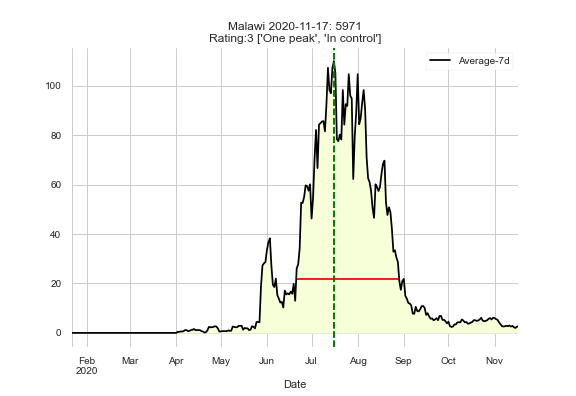 Malawi 2020-11-17: 5971
Rating:3 ['One peak', 'In control']
Average-7d
100
80
60
40
20
0
Feb Mar Apr May Jun Jul Aug Sep Oct Nov
2020
Date